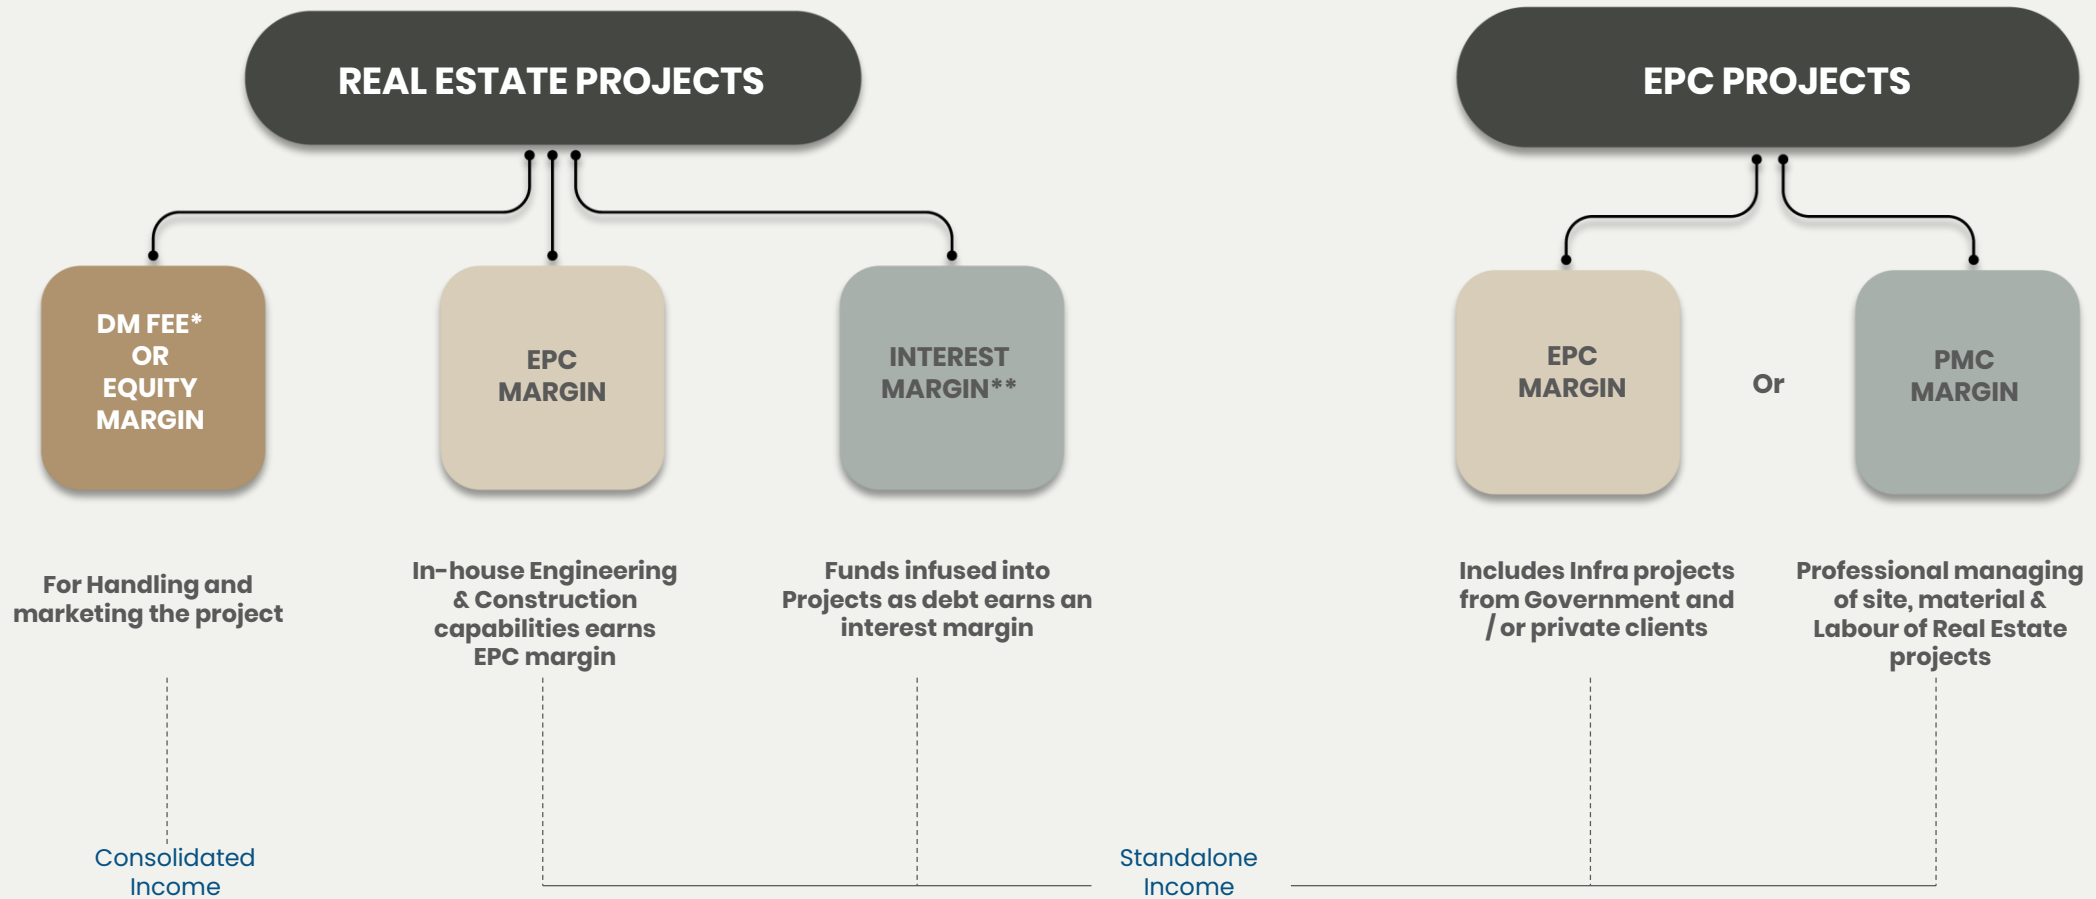 REAL ESTATE PROJECTS
EPC PROJECTS
DM FEE*
OR
EQUITY
MARGIN
EPC
MARGIN
INTEREST
MARGIN**
EPC
MARGIN
Or
PMC
MARGIN
For Handling and
marketing the project
In-house Engineering
& Construction
capabilities earns
EPC margin
Funds infused into
Projects as debt earns an
interest margin
Includes Infra projects
from Government and
/ or private clients
Professional managing
of site, material &
Labour of Real Estate
projects
Consolidated
Income
Standalone
Income